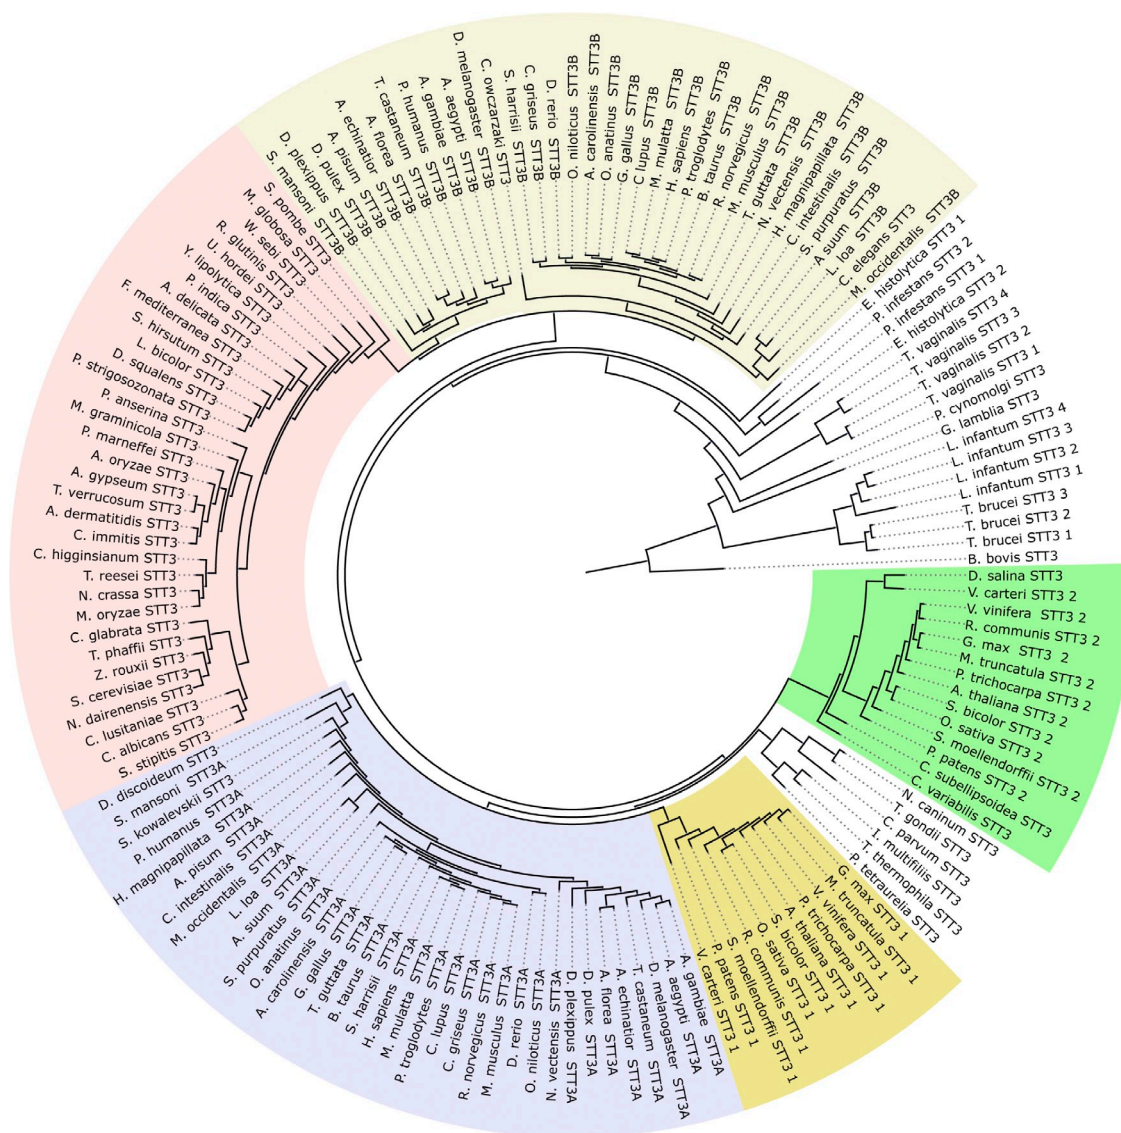 S. mansoni  STT3B
D. plexippus  STT3B
D. pulex  STT3B
A. pisum  STT3B
A. echinatior  STT3B
A. florea  STT3B
T. castaneum  STT3B
P. humanus  STT3B
A. gambiae  STT3B
A. aegypti  STT3B
D. melanogaster  STT3B
C. owczarzaki  STT3
S. harrisii  STT3B
C. griseus  STT3B
D. rerio  STT3B
O. niloticus  STT3B
A. carolinensis  STT3B
O. anatinus  STT3B
G. gallus  STT3B
C lupus  STT3B
M. mulatta  STT3B
H. sapiens  STT3B
P. troglodytes  STT3B
B. taurus  STT3B
R. norvegicus  STT3B
M. musculus  STT3B
T. guttata  STT3B
N. vectensis  STT3B
H. magnipapillata  STT3B
C. intestinalis  STT3B
S. purpuratus  STT3B
A suum  STT3B
L. loa  STT3B
C. elegans STT3
M. occidentalis  STT3B
E. histolytica STT3 1
P. infestans STT3 2
P. infestans STT3 1
E. histolytica STT3 2
T. vaginalis STT3 4
T. vaginalis STT3 3
T. vaginalis STT3 2
T. vaginalis STT3 1
P. cynomolgi STT3
G. lamblia STT3
L. infantum STT3 4
L. infantum STT3 3
L. infantum STT3 2
L. infantum STT3 1
T. brucei STT3 3
T. brucei STT3 2
T. brucei STT3 1
B. bovis STT3
D. salina STT3
V. carteri STT3 2
V. vinifera  STT3 2
R. communis STT3 2
G. max  STT3  2
M. truncatula STT3 2
P. trichocarpa STT3 2
A. thaliana STT3 2
S. bicolor STT3 2
O. sativa STT3 2
S. moellendorffii STT3 2
P. patens STT3 2
C. subellipsoidea STT3
C. variabilis STT3
N. caninum STT3
T. gondii STT3
C. parvum STT3
I. multifiliis STT3
T. thermophila STT3
P. tetraurelia STT3
G. max STT3 1
M. truncatula STT3 1
V. vinifera STT3 1
P. trichocarpa STT3 1
A. thaliana STT3 1
S. bicolor STT3 1
O. sativa STT3 1
R. communis STT3 1
S. moellendorffii STT3 1
P. patens STT3 1
V. carteri STT3 1
A. gambiae  STT3A
A. aegypti  STT3A
D. melanogaster  STT3A
T. castaneum  STT3A
A. echinatior  STT3A
A. florea  STT3A
D. pulex  STT3A
D. plexippus  STT3A
N. vectensis  STT3A
O. niloticus  STT3A
D. rerio  STT3A
M. musculus  STT3A
R. norvegicus  STT3A
C. griseus  STT3A
C. lupus  STT3A
P. troglodytes  STT3A
M. mulatta  STT3A
H. sapiens  STT3A
S. harrisii  STT3A
B. taurus  STT3A
T. guttata  STT3A
G. gallus  STT3A
A. carolinensis  STT3A
O. anatinus  STT3A
S. purpuratus  STT3A
A. suum  STT3A
L. loa  STT3A
M. occidentalis  STT3A
C. intestinalis  STT3A
A. pisum  STT3A
H. magnipapillata  STT3A
P. humanus  STT3A
S. kowalevskii  STT3
S. mansoni  STT3A
D. discoideum  STT3
S. stipitis STT3
C. albicans STT3
C. lusitaniae STT3
N. dairenensis STT3
S. cerevisiae STT3
Z. rouxii STT3
T. phaffii STT3
C. glabrata STT3
M. oryzae STT3
N. crassa STT3
T. reesei STT3
C. higginsianum STT3
C. immitis STT3
A. dermatitidis STT3
T. verrucosum STT3
A. gypseum STT3
A. oryzae STT3
P. marneffei STT3
M. graminicola STT3
P. anserina STT3
P. strigosozonata STT3
D. squalens STT3
L. bicolor STT3
S. hirsutum STT3
F. mediterranea STT3
A. delicata STT3
P. indica STT3
Y. lipolytica STT3
U. hordei STT3
R. glutinis STT3
W. sebi STT3
M. globosa STT3
S. pombe STT3